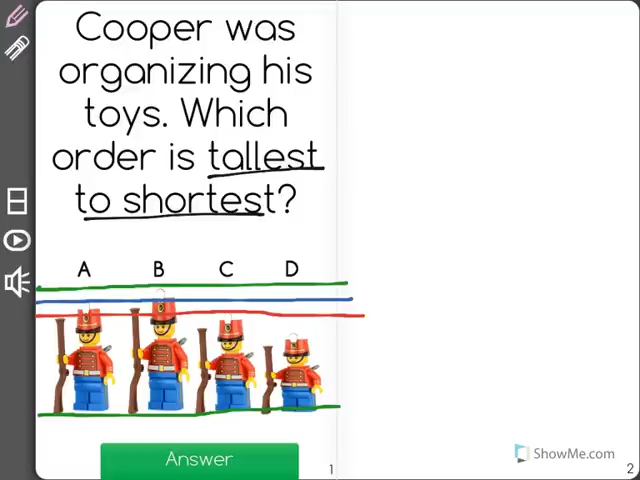 Cooper was
organizing his
toys. Which
order is tallest
to shortest?
A B C D
Answer
1
ShowMe.com
2